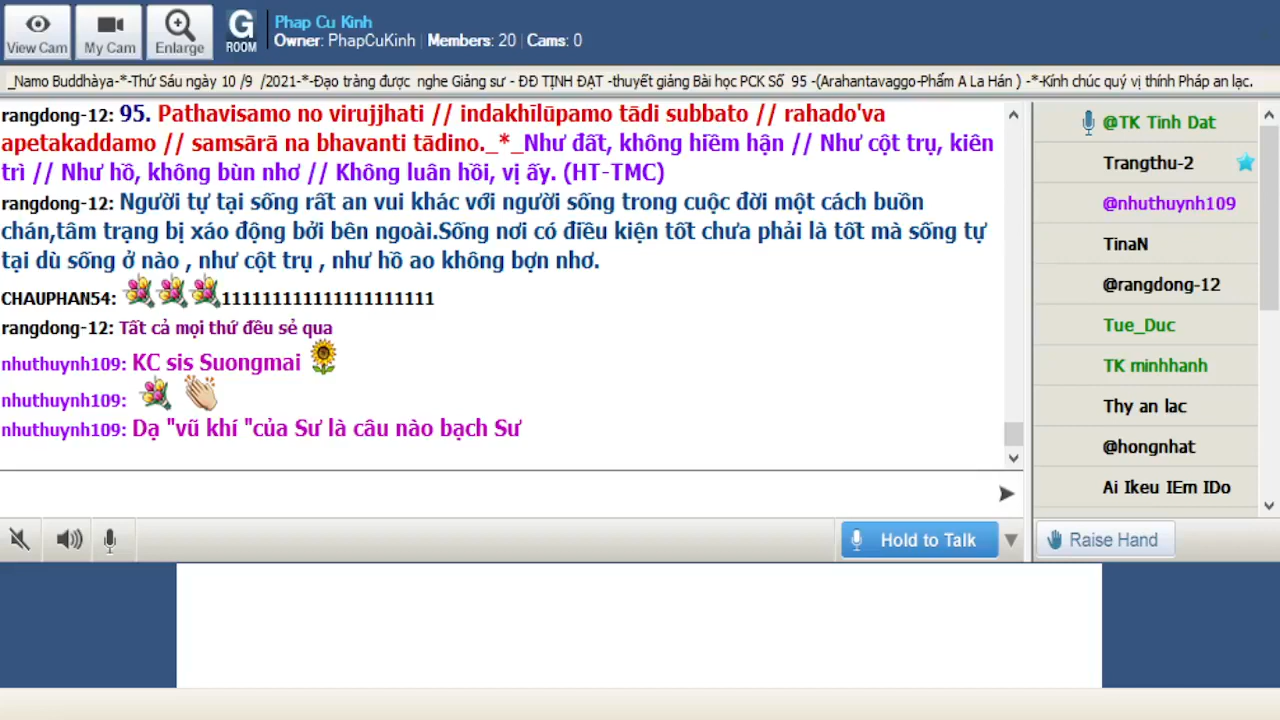 View Cam
My Cam
Enlarge
G
ROOM
Phap Cu Kinh
Owner: PhapCuKinh | Members: 20 | Cams: 0
_Namo Buddhàya-*-Thứ Sáu ngày 10 /9 /2021-*-Đạo tràng được nghe Giảng sư - ĐĐ TỊNH ĐẠT -thuyết giảng Bài học PCK Số 95 -(Arahantavaggo-Phẩm A La Hán ) -*-Kính chúc quý vị thính Pháp an lạc.
rangdong-12: 95. Pathavisamo no virujjhati // indakhīlūpamo tādi subbato // rahado'va
apetakaddamo // samsārā na bhavanti tādino._*_Như đất, không hiềm hận // Như cột trụ, kiên
trì // Như hồ, không bùn nhơ // Không luân hồi, vị ấy. (HT-TMC)
rangdong-12: Người tự tại sống rất an vui khác với người sống trong cuộc đời một cách buồn
chán,tâm trạng bị xáo động bởi bên ngoài.Sống nơi có điều kiện tốt chưa phải là tốt mà sống tự
tại dù sống ở nào , như cột trụ , như hồ ao không bợn nhơ.
CHAUPHAN54: 111111111111111111111
rangdong-12: Tất cả mọi thứ đều sẻ qua
nhuthuynh109: KC sis Suongmai
nhuthuynh109:
nhuthuynh109: Dạ "vũ khí "của Sư là câu nào bạch Sư
@TK Tinh Dat
Trangthu-2
@nhuthuynh109
TinaN
@rangdong-12
Tue_Duc
TK minhhanh
Thy an lac
@hongnhat
Ai Ikeu IEm IDo
Hold to Talk
Raise Hand